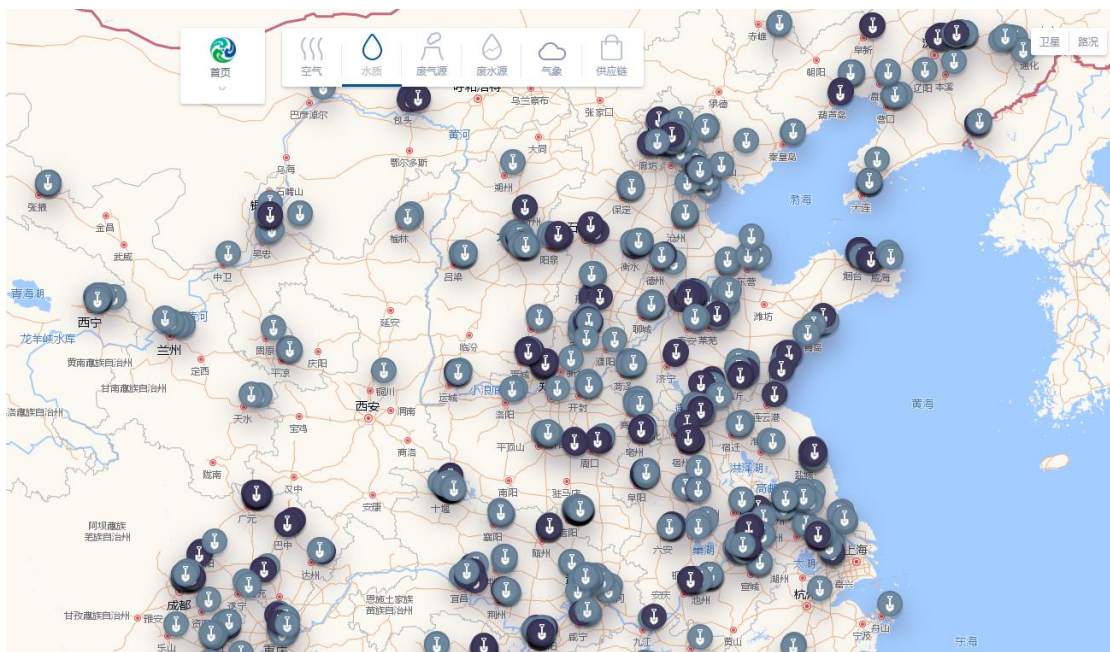 赤峰
阜新
首页
空气
水质
废气源
废水源
气象
供应链
卫星
路况
通化
朝阳
辽阳
本溪
呼和浩特
乌兰察布
张家口
承德
葫芦岛
营口
巴彦淖尔
包头
黄河
大同
秦皇岛
鄂尔多斯
廊坊
乌海
石嘴山
朔州
张掖
保定
大连
渤海
金昌
榆林
沧州
武威
吴忠
阳泉
中卫
吕梁
衡水
德州
东营
烟台
威海
青海湖
西宁
延安
聊城
潍坊
龙羊峡水库
兰州
固原
临汾
莱芜
青岛
黄南藏族自治州
定西
庆阳
平凉
濮阳
济宁
甘南藏族自治州
铜川
运城
晋城
菏泽
天水
西安
渭南
洛阳
开封
连云港
黄海
宝鸡
商洛
平顶山
周口
亳州
宿州
宿迁
陇南
洪泽湖
盐城
汉中
安康
十堰
南阳
驻马店
阜阳
广元
襄阳
信阳
阿坝藏族
羌族自治州
巴中
随州
六安
巢湖
上海
达州
太湖
宣城
湖州
嘉兴
成都
遂宁
恩施土家族
苗族自治州
宜昌
荆州
安庆
池州
杭州
甘孜藏族自治州
雅安
咸宁
九江
黄山
舟山
乐山
重庆
东海